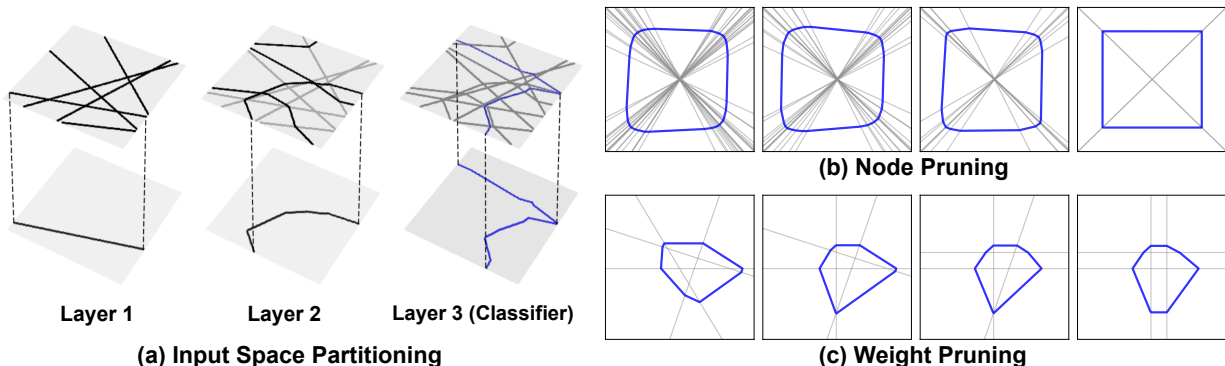 Layer 1
Layer 2
Layer 3 (Classifier)
(a) Input Space Partitioning
(b) Node Pruning
(c) Weight Pruning